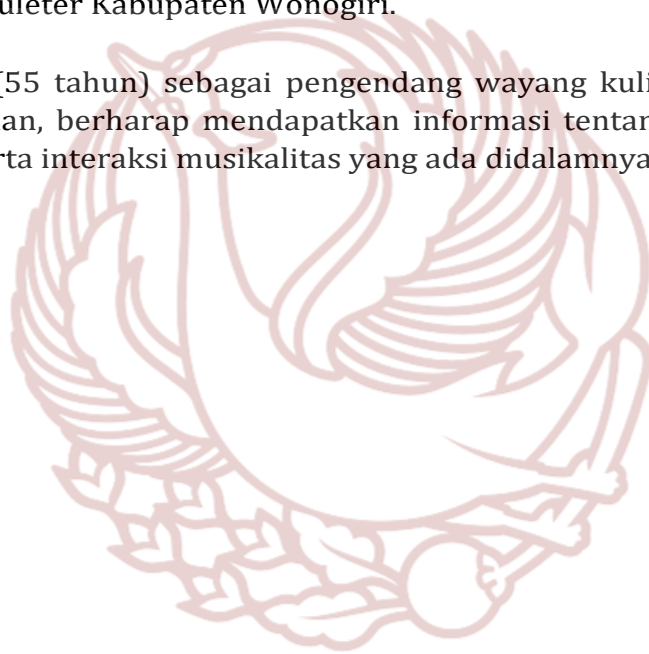 uleter Kabupaten Wonogiri.
(55 tahun) sebagai pengendang wayang kuli
an, berharap mendapatkan informasi tentan
rta interaksi musikalitas yang ada didalamnya